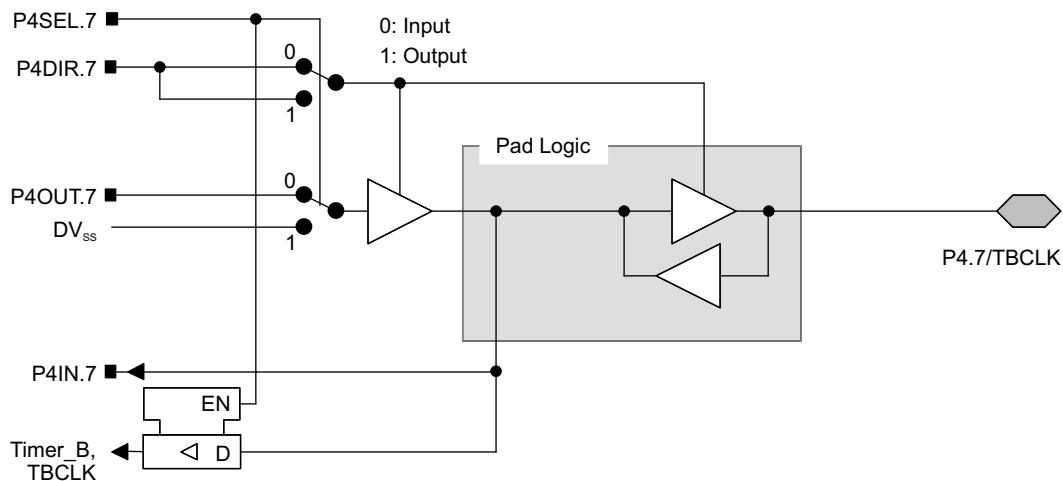 P4SEL.7
0: Input
1: Output
0
P4DIR.7
1
Pad Logic
0
P4OUT.7
DVSS
1
P4.7/TBCLK
P4IN.7
EN
D
Timer_B,
TBCLK